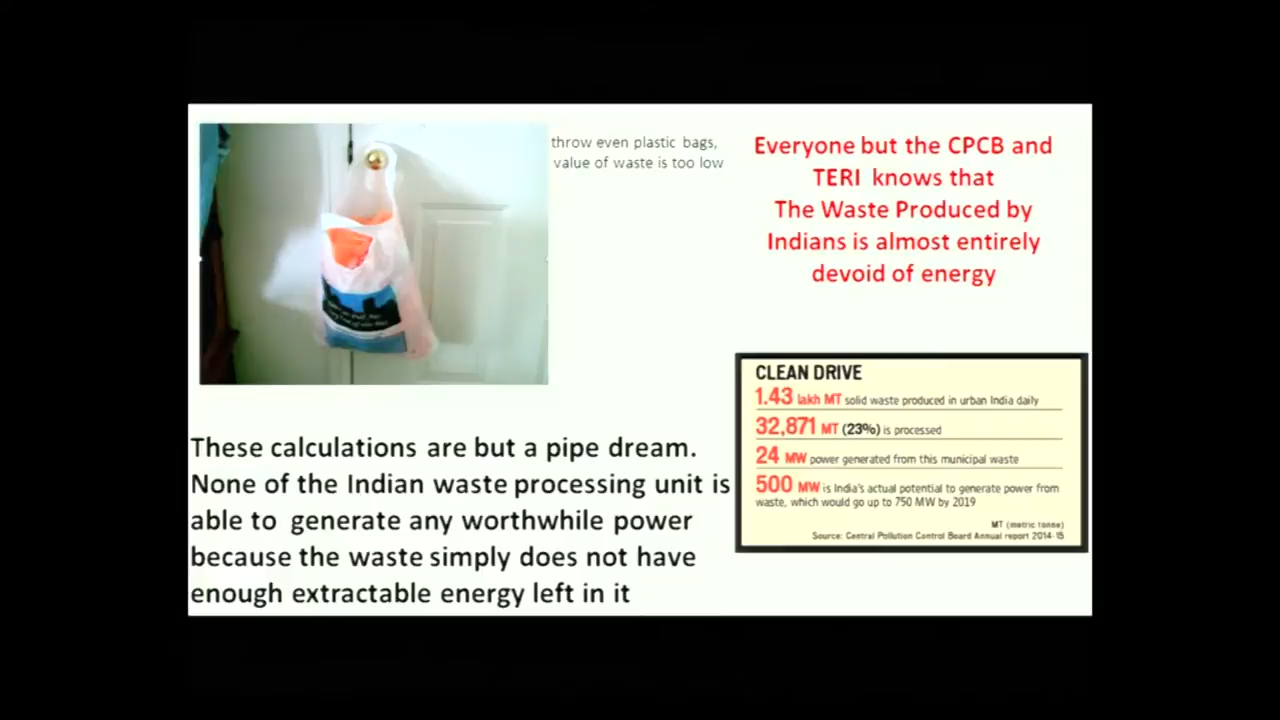 throw even plastic bags,
value of waste is too low
Everyone but the CPCB and
TERI knows that
The Waste Produced by
Indians is almost entirely
devoid of energy
CLEAN DRIVE
1.43 lakh MT solid waste produced in urban India daily
32,871 MT (23%) is processed
24 MW power generated from this municipal waste
500 MW is India's actual potential to generate power from
waste, which would go up to 750 MW by 2019
MT (metric tonne)
Source: Central Pollution Control Board Annual report 2014-15
These calculations are but a pipe dream.
None of the Indian waste processing unit is
able to generate any worthwhile power
because the waste simply does not have
enough extractable energy left in it